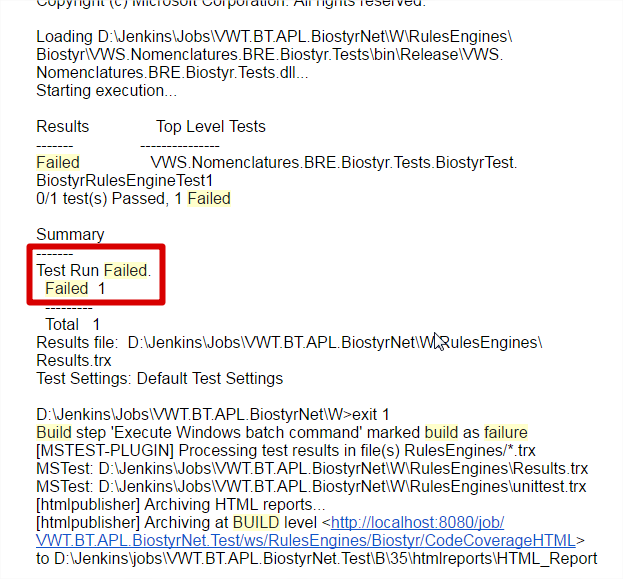 Copyright (c) Microsoft Corporation. All rights reserved.
Loading D:\Jenkins\Jobs\VWT.BT.APL.BiostyrNet\W\RulesEngines\
Biostyr\VWS.Nomenclatures.BRE.Biostyr.Tests\bin\Release\VWS.
Nomenclatures.BRE.Biostyr.Tests.dll...
Starting execution...
Results Top Level Tests
------- ---------------
Failed VWS.Nomenclatures.BRE.Biostyr.Tests.BiostyrTest.
BiostyrRulesEngineTest1
0/1 test(s) Passed, 1 Failed
Summary
-------
Test Run Failed.
Failed 1
---------
Total 1
Results file: D:\Jenkins\Jobs\VWT.BT.APL.BiostyrNet\W\RulesEngines\
Results.trx
Test Settings: Default Test Settings
D:\Jenkins\Jobs\VWT.BT.APL.BiostyrNet\W>exit 1
Build step 'Execute Windows batch command' marked build as failure
[MSTEST-PLUGIN] Processing test results in file(s) RulesEngines/*.trx
MSTest: D:\Jenkins\Jobs\VWT.BT.APL.BiostyrNet\W\RulesEngines\Results.trx
MSTest: D:\Jenkins\Jobs\VWT.BT.APL.BiostyrNet\W\RulesEngines\unittest.trx
[htmlpublisher] Archiving HTML reports...
[htmlpublisher] Archiving at BUILD level <http://localhost:8080/job/
VWT.BT.APL.BiostyrNet.Test/ws/RulesEngines/Biostyr/CodeCoverageHTML>
to D:\Jenkins\jobs\VWT.BT.APL.BiostyrNet.Test\B\35\htmlreports\HTML_Report